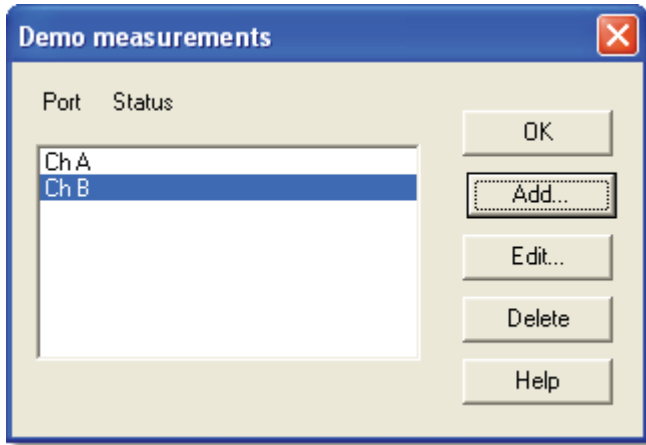 Demo measurements
Port Status
Ch A
Ch B
OK
Add...
Edit...
Delete
Help